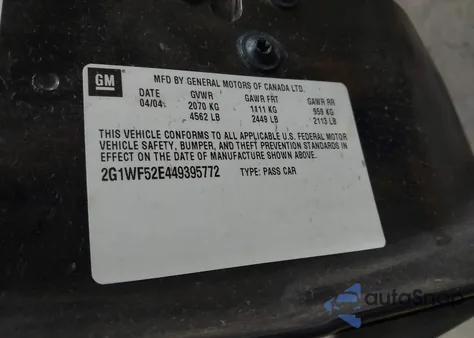 GM
MFD BY GENERAL MOTORS OF CANADA LTD.
DATE GVWR GAWR FRT GAWR RR
04/04 2070 KG 1111 KG 959 KG
4562 LB 2449 LB 2113 LB
THIS VEHICLE CONFORMS TO ALL APPLICABLE U.S. FEDERAL MOTOR
VEHICLE SAFETY, BUMPER, AND THEFT PREVENTION STANDARDS
IN EFFECT ON THE DATE OF MANUFACTURE SHOWN ABOVE.
2G1WF52E449395772 TYPE: PASS CAR
autoSnap